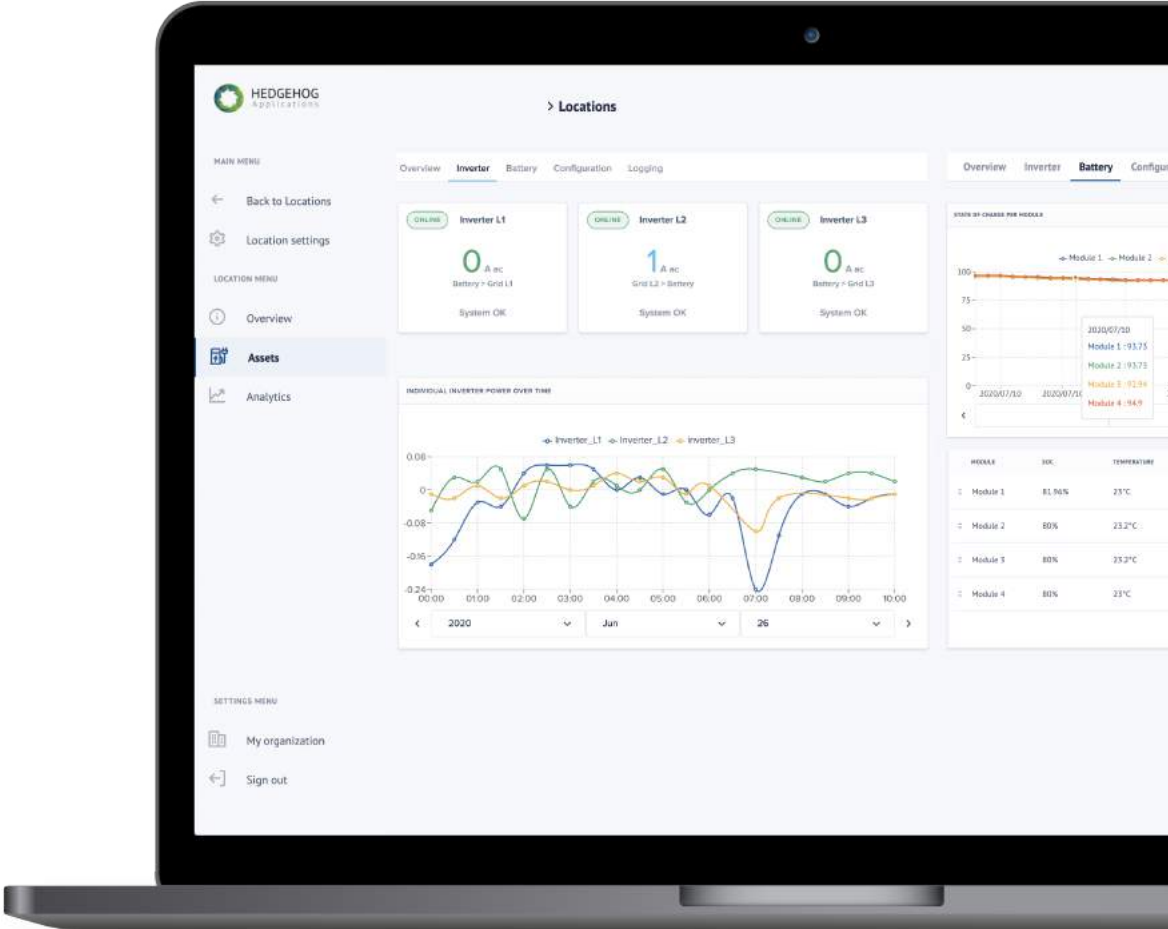 HEDGEHOG
Applications
> Locations
MAIN MENU
Back to Locations
Location settings
LOCATION MENU
Overview
Assets
Analytics
SETTINGS MENU
My organization
Sign out
Overview Inverter Battery Configuration Logging
ONLINE Inverter L1
0 A ac
Battery > Grid L1
System OK
ONLINE Inverter L2
1 A ac
Grid L2 > Battery
System OK
ONLINE Inverter L3
0 A ac
Battery > Grid L3
System OK
INDIVIDUAL INVERTER POWER OVER TIME
Inverter_L1 Inverter_L2 Inverter_L3
0.08
0
-0.08
-0.16
-0.24
00:00 01:00 02:00 03:00 04:00 05:00 06:00 07:00 08:00 09:00 10:00
< 2020 Jun 26 >
Overview Inverter Battery
STATE OF CHARGE PER MODULE
Module 1 Module 2
100
75
50
25
0
2020/07/10
Module 1 : 93.75
Module 2 : 93.75
Module 3 : 92.94
Module 4 : 94.9
2020/07/10
<
MODULE SOC TEMPERATURE
Module 1 81.96% 23°C
Module 2 80% 23.2°C
Module 3 80% 23.2°C
Module 4 80% 23°C